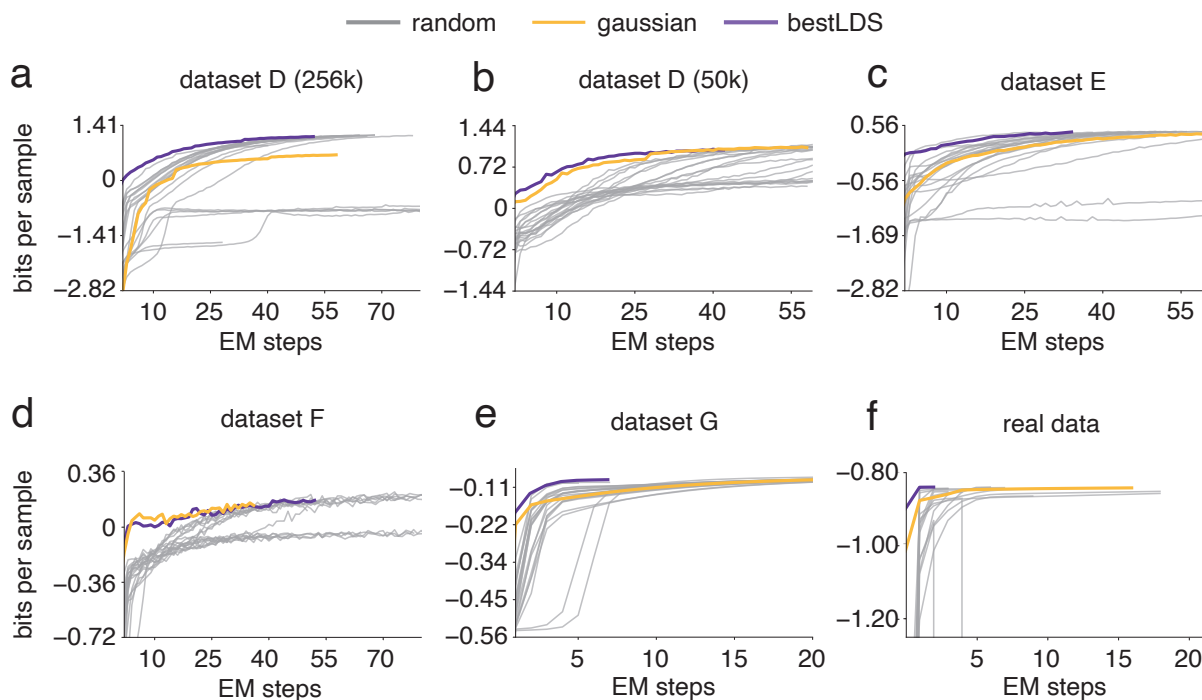 random gaussian bestLDS
a dataset D (256k)
bits per sample
1.41
0
−1.41
−2.82
10 25 40 55 70
EM steps
b dataset D (50k)
1.44
0.72
0
−0.72
−1.44
10 25 40 55
EM steps
c dataset E
0.56
−0.56
−1.69
−2.82
10 25 40 55
EM steps
d dataset F
bits per sample
0.36
0
−0.36
−0.72
10 25 40 55 70
EM steps
e dataset G
−0.11
−0.22
−0.34
−0.45
−0.56
5 10 15 20
EM steps
f real data
−0.80
−1.00
−1.20
5 10 15 20
EM steps